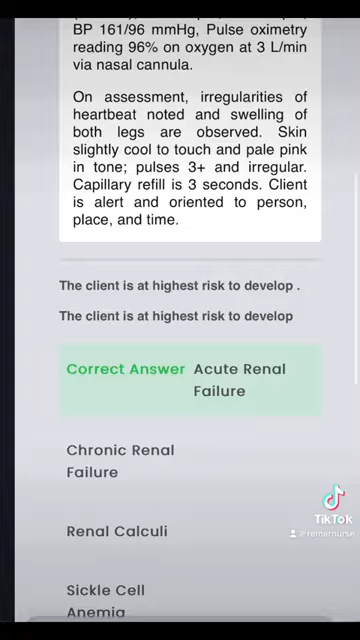 BP 161/96 mmHg, Pulse oximetry
reading 96% on oxygen at 3 L/min
via nasal cannula.
On assessment, irregularities of
heartbeat noted and swelling of
both legs are observed. Skin
slightly cool to touch and pale pink
in tone; pulses 3+ and irregular.
Capillary refill is 3 seconds. Client
is alert and oriented to person,
place, and time.
The client is at highest risk to develop .
The client is at highest risk to develop
Correct Answer Acute Renal
Failure
Chronic Renal
Failure
Renal Calculi
Sickle Cell
Anemia
TikTok
@remarnurse